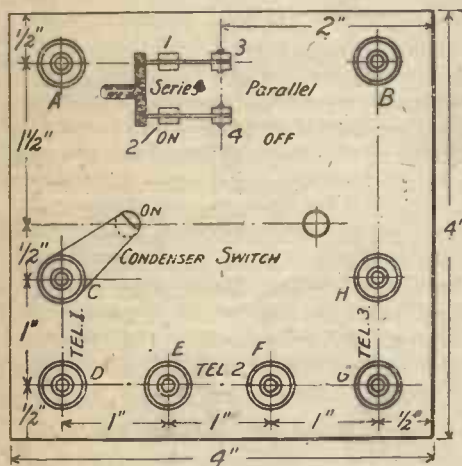 1/2"
2"
1 3
A Series Parallel B
2 / ON 4 OFF
1 1/2"
4"
ON
1/2"
CONDENSER SWITCH
C H
1"
TEL. 1 TEL. 3
E F
TEL 2
D G
1/2"
1" 1" 1" 1/2"
4"